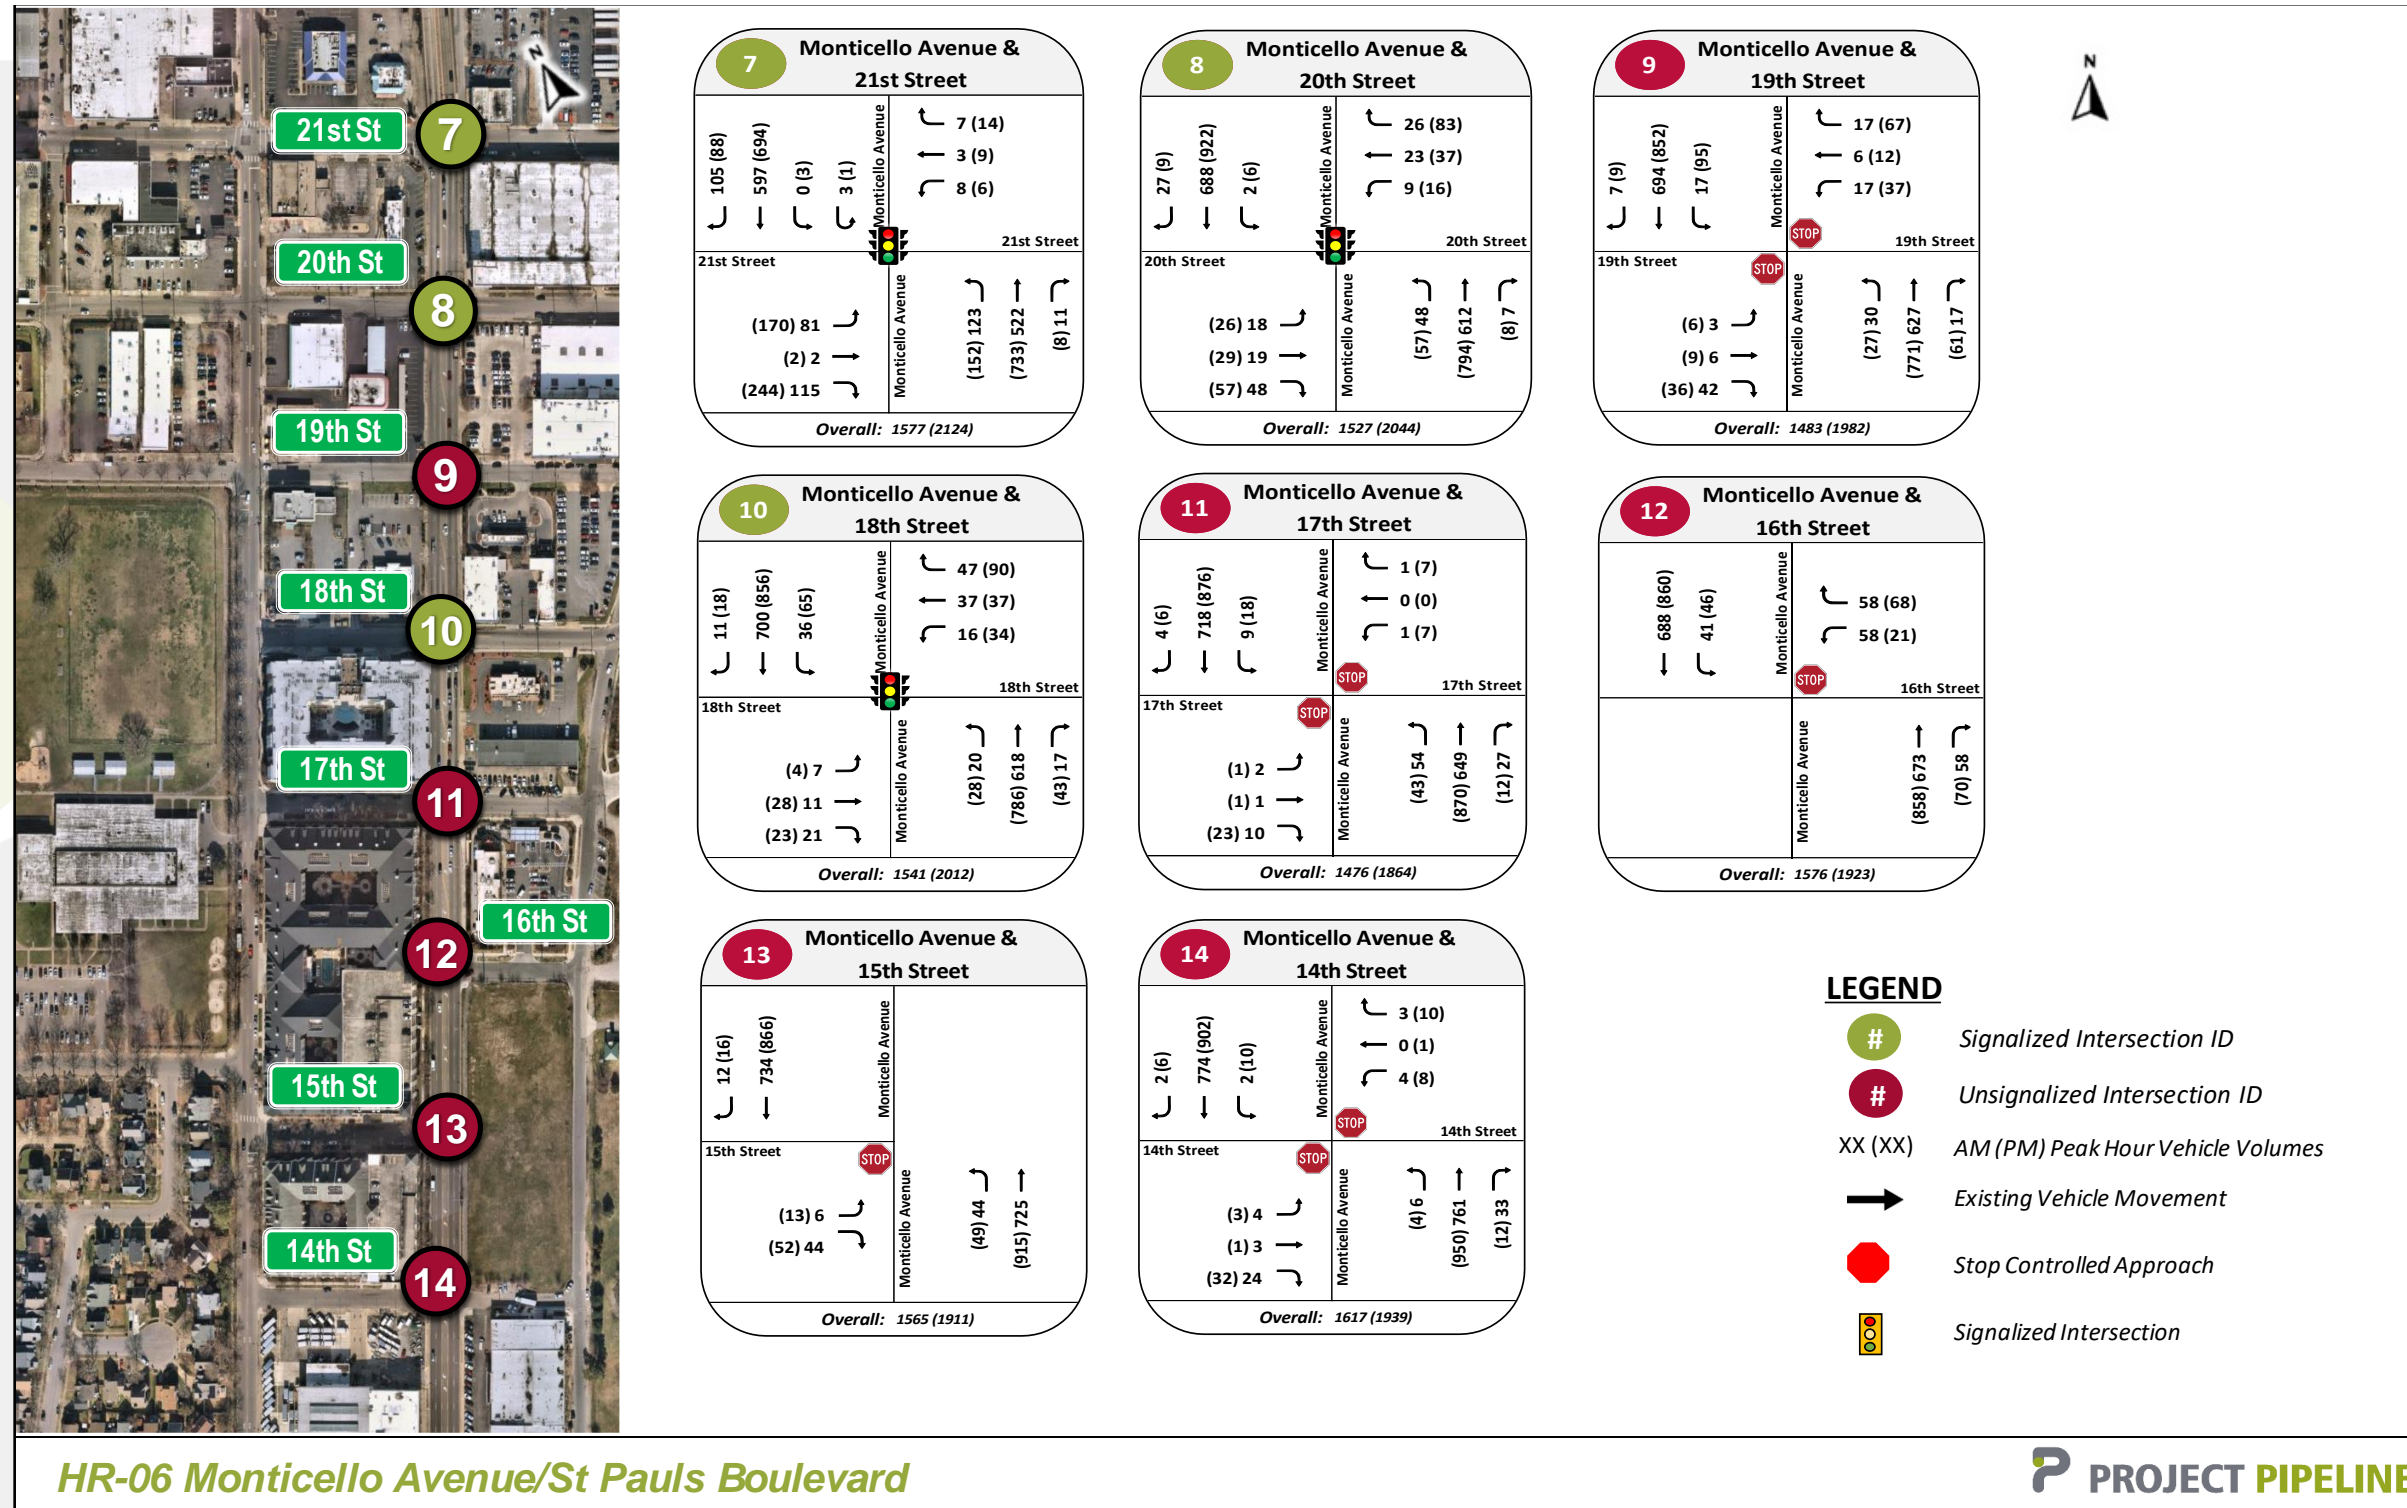 N
21st St
7
20th St
8
19th St
9
18th St
10
17th St
11
16th St
12
15th St
13
14th St
14
7
Monticello Avenue &
21st Street
105 (88)
597 (694)
0 (3)
3 (1)
Monticello Avenue
7 (14)
3 (9)
8 (6)
21st Street
21st Street
(170) 81
(2) 2
(244) 115
Monticello Avenue
(152) 123
(733) 522
(8) 11
Overall: 1577 (2124)
8
Monticello Avenue &
20th Street
27 (9)
688 (922)
2 (6)
Monticello Avenue
26 (83)
23 (37)
9 (16)
20th Street
20th Street
(26) 18
(29) 19
(57) 48
Monticello Avenue
(57) 48
(794) 612
(8) 7
Overall: 1527 (2044)
9
Monticello Avenue &
19th Street
7 (9)
694 (852)
17 (95)
Monticello Avenue
17 (67)
6 (12)
17 (37)
STOP
19th Street
19th Street
STOP
(6) 3
(9) 6
(36) 42
Monticello Avenue
(27) 30
(771) 627
(61) 17
Overall: 1483 (1982)
N
10
Monticello Avenue &
18th Street
11 (18)
700 (856)
36 (65)
Monticello Avenue
47 (90)
37 (37)
16 (34)
18th Street
18th Street
(4) 7
(28) 11
(23) 21
Monticello Avenue
(28) 20
(786) 618
(43) 17
Overall: 1541 (2012)
11
Monticello Avenue &
17th Street
4 (6)
718 (876)
9 (18)
Monticello Avenue
1 (7)
0 (0)
1 (7)
STOP
17th Street
17th Street
STOP
(1) 2
(1) 1
(23) 10
Monticello Avenue
(43) 54
(870) 649
(12) 27
Overall: 1476 (1864)
12
Monticello Avenue &
16th Street
688 (860)
41 (46)
Monticello Avenue
58 (68)
58 (21)
STOP
16th Street
Monticello Avenue
(858) 673
(70) 58
Overall: 1576 (1923)
13
Monticello Avenue &
15th Street
12 (16)
734 (866)
Monticello Avenue
15th Street
STOP
(13) 6
(52) 44
Monticello Avenue
(49) 44
(915) 725
Overall: 1565 (1911)
14
Monticello Avenue &
14th Street
2 (6)
774 (902)
2 (10)
Monticello Avenue
3 (10)
0 (1)
4 (8)
STOP
14th Street
14th Street
STOP
(3) 4
(1) 3
(32) 24
Monticello Avenue
(4) 6
(950) 761
(12) 33
Overall: 1617 (1939)
LEGEND
# Signalized Intersection ID
# Unsignalized Intersection ID
XX (XX) AM (PM) Peak Hour Vehicle Volumes
Existing Vehicle Movement
Stop Controlled Approach
Signalized Intersection
HR-06 Monticello Avenue/St Pauls Boulevard
PROJECT PIPELINE